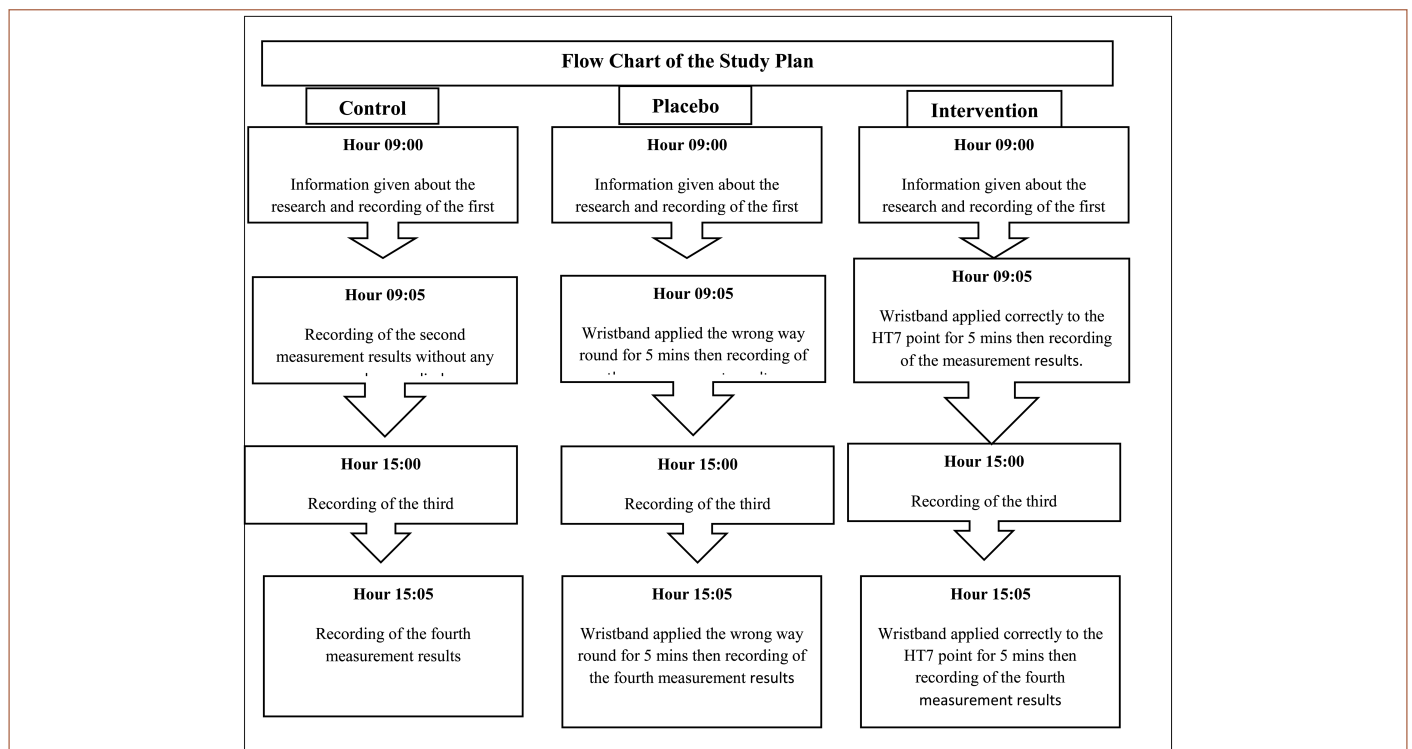 Flow Chart of the Study Plan
Control
Placebo
Intervention
Hour 09:00
Information given about the
research and recording of the first
Hour 09:00
Information given about the
research and recording of the first
Hour 09:00
Information given about the
research and recording of the first
Hour 09:05
Recording of the second
measurement results without any
Hour 09:05
Wristband applied the wrong way
round for 5 mins then recording of
Hour 09:05
Wristband applied correctly to the
HT7 point for 5 mins then recording
of the measurement results.
Hour 15:00
Recording of the third
Hour 15:00
Recording of the third
Hour 15:00
Recording of the third
Hour 15:05
Recording of the fourth
measurement results
Hour 15:05
Wristband applied the wrong way
round for 5 mins then recording of
the fourth measurement results
Hour 15:05
Wristband applied correctly to the
HT7 point for 5 mins then
recording of the fourth
measurement results